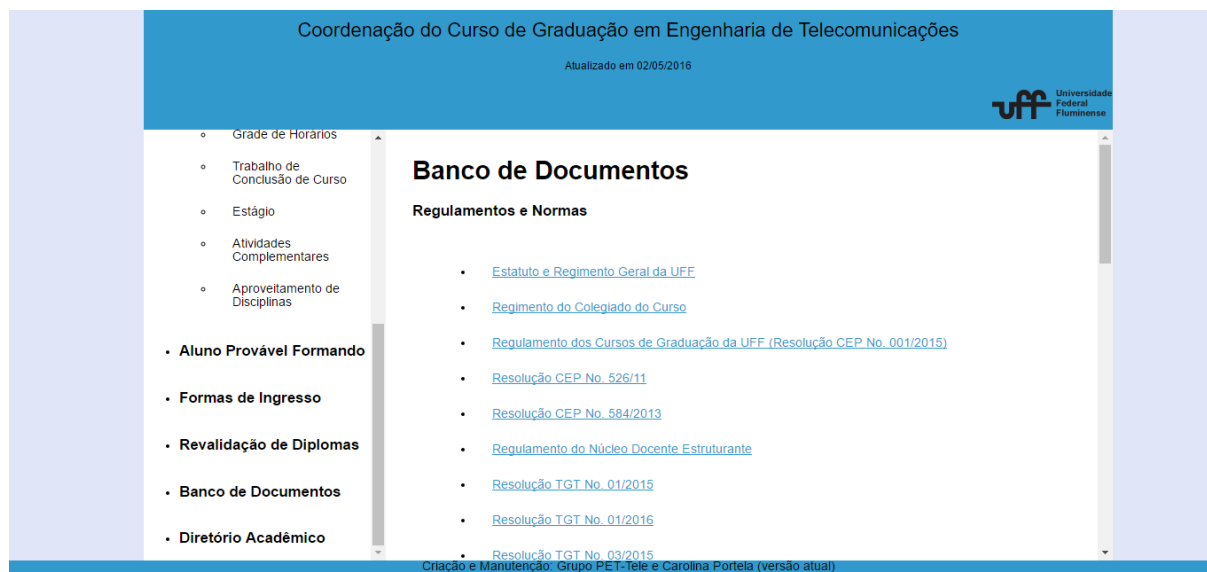 Coordenação do Curso de Graduação em Engenharia de Telecomunicações
Atualizado em 02/05/2016
uff
Universidade
Federal
Fluminense
Grade de Horários
Trabalho de
Conclusão de Curso
Estágio
Atividades
Complementares
Aproveitamento de
Disciplinas
Aluno Provável Formando
Formas de Ingresso
Revalidação de Diplomas
Banco de Documentos
Diretório Acadêmico
Banco de Documentos
Regulamentos e Normas
Estatuto e Regimento Geral da UFF
Regimento do Colegiado do Curso
Regulamento dos Cursos de Graduação da UFF (Resolução CEP No. 001/2015)
Resolução CEP No. 526/11
Resolução CEP No. 584/2013
Regulamento do Núcleo Docente Estruturante
Resolução TGT No. 01/2015
Resolução TGT No. 01/2016
Resolução TGT No. 03/2015
Criação e Manutenção: Grupo PET-Tele e Carolina Portela (versão atual)